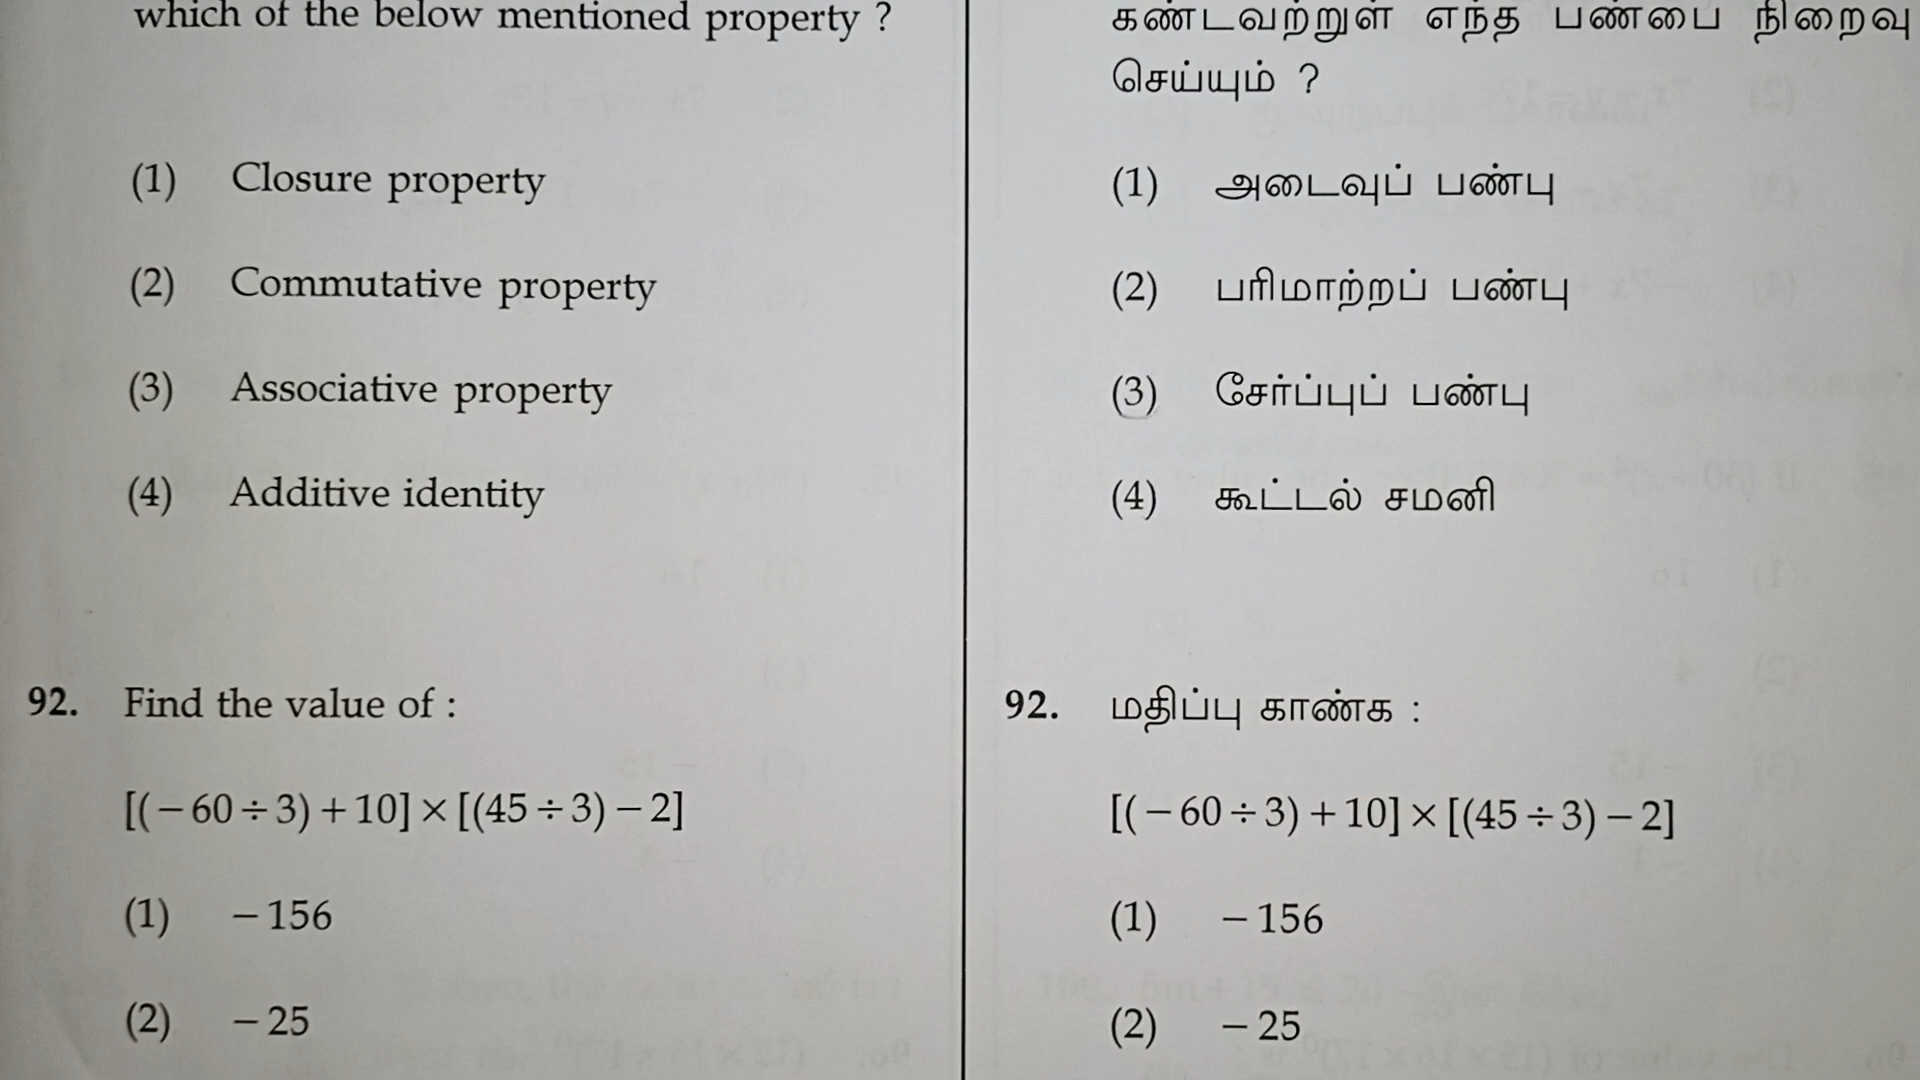 which of the below mentioned property ?
(1) Closure property
(2) Commutative property
(3) Associative property
(4) Additive identity
92. Find the value of :
[(− 60 ÷ 3) + 10] × [(45 ÷ 3) − 2]
(1) − 156
(2) − 25
கண்டவற்றுள் எந்த பண்பை நிறைவு
செய்யும் ?
(1) அடைவுப் பண்பு
(2) பரிமாற்றப் பண்பு
(3) சேர்ப்புப் பண்பு
(4) கூட்டல் சமனி
92. மதிப்பு காண்க :
[(− 60 ÷ 3) + 10] × [(45 ÷ 3) − 2]
(1) − 156
(2) − 25